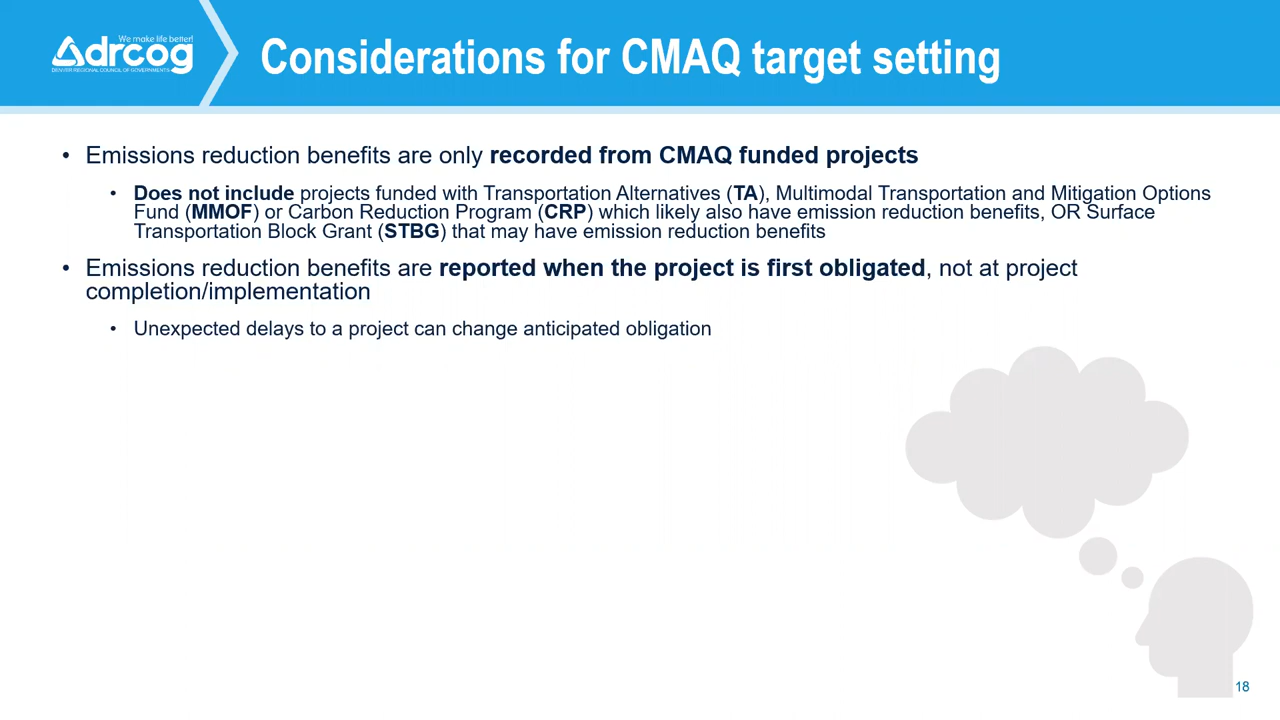 We make life better!
drcog
DENVER REGIONAL COUNCIL OF GOVERNMENTS
Considerations for CMAQ target setting
• Emissions reduction benefits are only recorded from CMAQ funded projects
• Does not include projects funded with Transportation Alternatives (TA), Multimodal Transportation and Mitigation Options
Fund (MMOF) or Carbon Reduction Program (CRP) which likely also have emission reduction benefits, OR Surface
Transportation Block Grant (STBG) that may have emission reduction benefits
• Emissions reduction benefits are reported when the project is first obligated, not at project
completion/implementation
• Unexpected delays to a project can change anticipated obligation
18